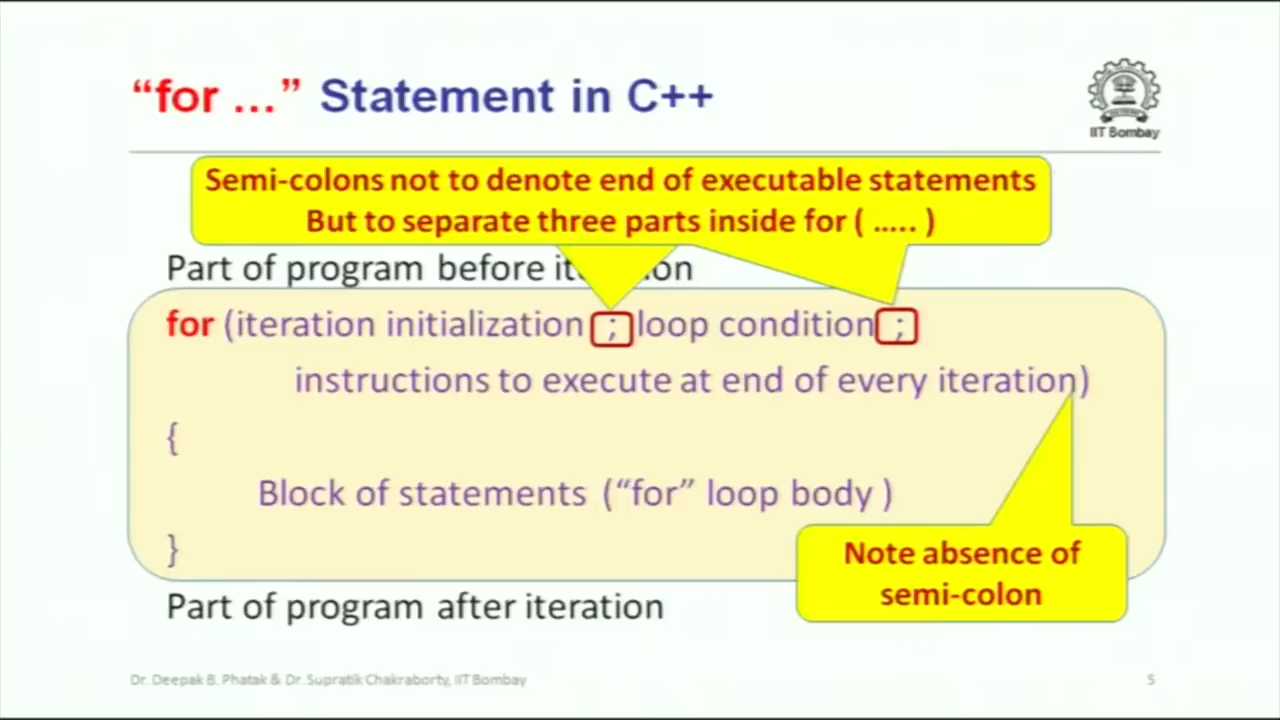 “for ...” Statement in C++
IIT Bombay
Semi-colons not to denote end of executable statements
But to separate three parts inside for ( ..... )
Part of program before it on
for (iteration initialization ; loop condition ;
instructions to execute at end of every iteration)
{
Block of statements (“for” loop body )
}
Note absence of
semi-colon
Part of program after iteration
Dr. Deepak B. Phatak & Dr. Supratik Chakraborty, IIT Bombay
5